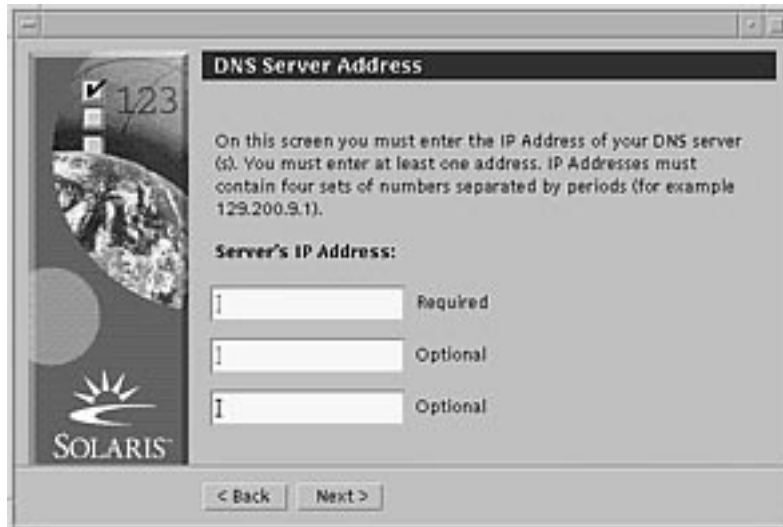 DNS Server Address
123
On this screen you must enter the IP Address of your DNS server
(s). You must enter at least one address. IP Addresses must
contain four sets of numbers separated by periods (for example
129.200.9.1).
Server's IP Address:
Required
Optional
Optional
SOLARIS™
< Back Next >